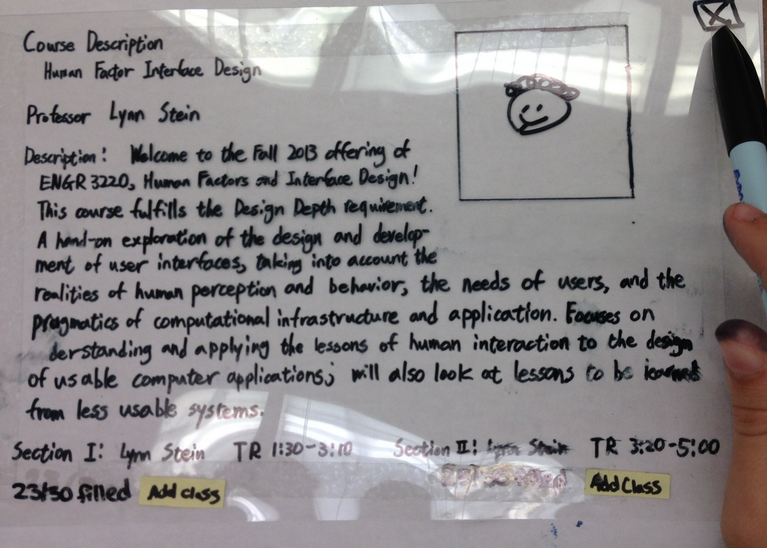 Course Description
Human Factor Interface Design
Professor Lynn Stein
Description: Welcome to the Fall 2013 offering of
ENGR 3220, Human Factors and Interface Design!
This course fulfills the Design Depth requirement.
A hand-on exploration of the design and develop-
ment of user interfaces, taking into account the
realities of human perception and behavior, the needs of users, and the
pragmatics of computational infrastructure and application. Focuses on
derstanding and applying the lessons of human interaction to the design
of usable computer applications; will also look at lessons to be learned
from less usable systems.
Section I: Lynn Stein TR 1:30-3:10 Section II: Lynn Stein TR 3:20-5:00
23/30 filled Add class Add Class